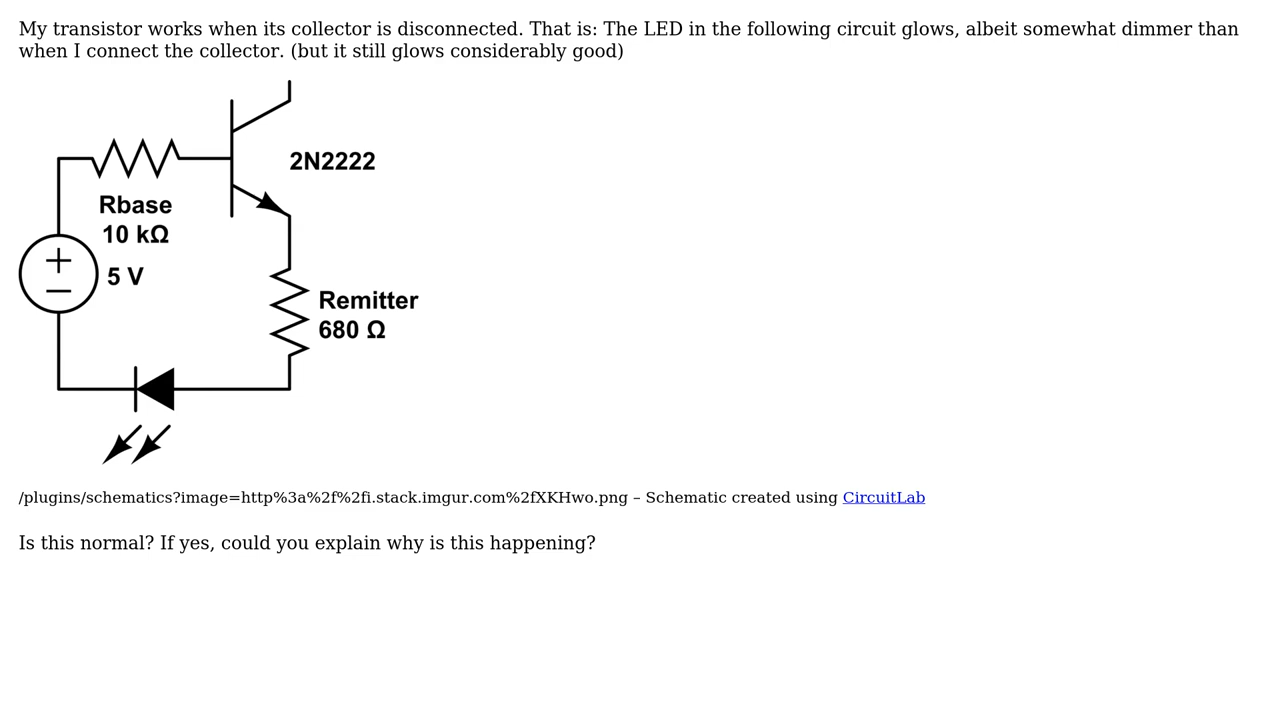 My transistor works when its collector is disconnected. That is: The LED in the following circuit glows, albeit somewhat dimmer than
when I connect the collector. (but it still glows considerably good)
2N2222
Rbase
10 kΩ
5 V
Remitter
680 Ω
/plugins/schematics?image=http%3a%2f%2fi.stack.imgur.com%2fXKHwo.png – Schematic created using CircuitLab
Is this normal? If yes, could you explain why is this happening?